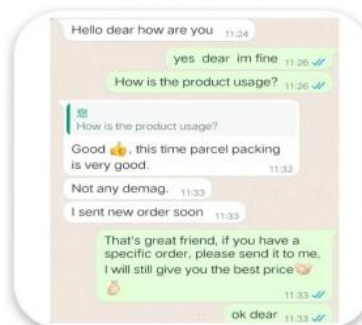 Hello dear how are you 11:24
yes dear im fine 11:26
How is the product usage? 11:26
您
How is the product usage?
Good 👍, this time parcel packing
is very good. 11:32
Not any demag. 11:33
I sent new order soon 11:33
That's great friend, if you have a
specific order, please send it to me,
I will still give you the best price🤝
👌 11:33
ok dear 11:33